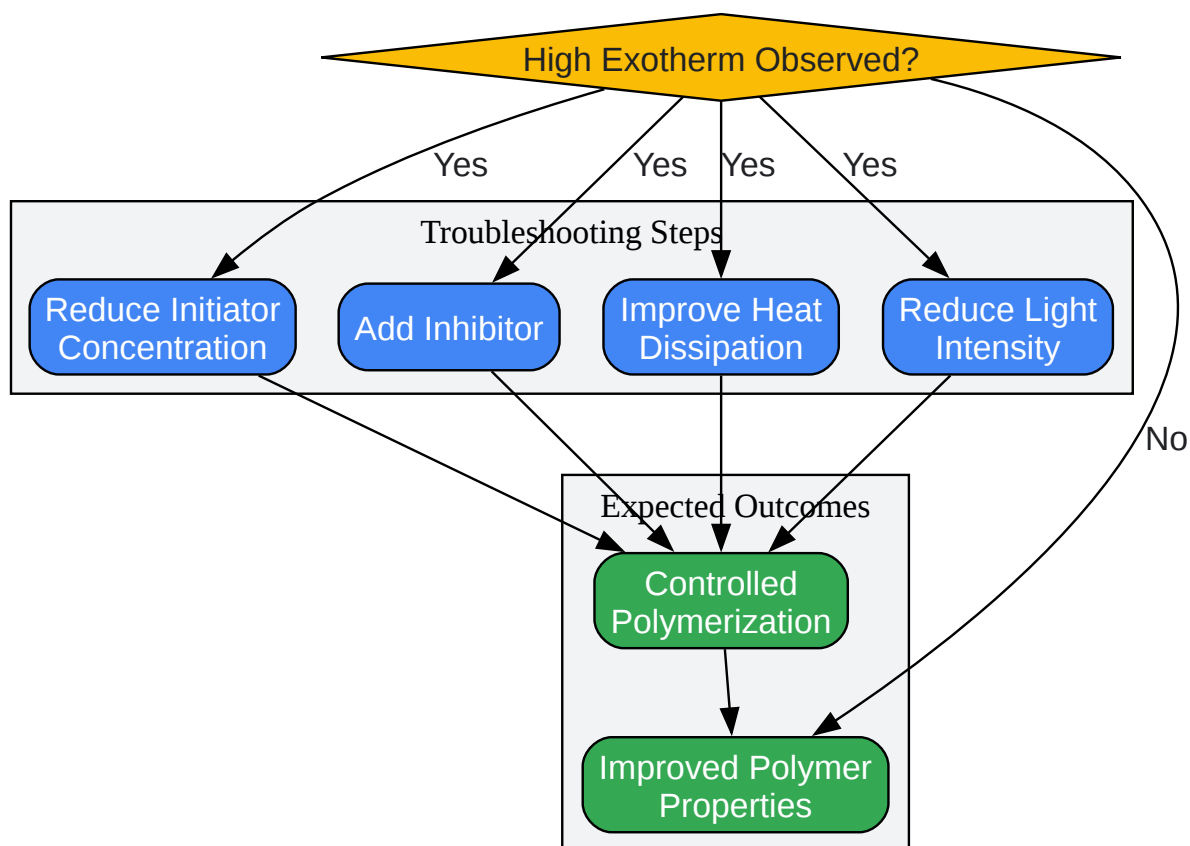 High Exotherm Observed?
Yes
Yes
Yes
Yes
Troubleshooting Steps
Reduce Initiator
Concentration
Add Inhibitor
Improve Heat
Dissipation
Reduce Light
Intensity
No
Expected Outcomes
Controlled
Polymerization
Improved Polymer
Properties